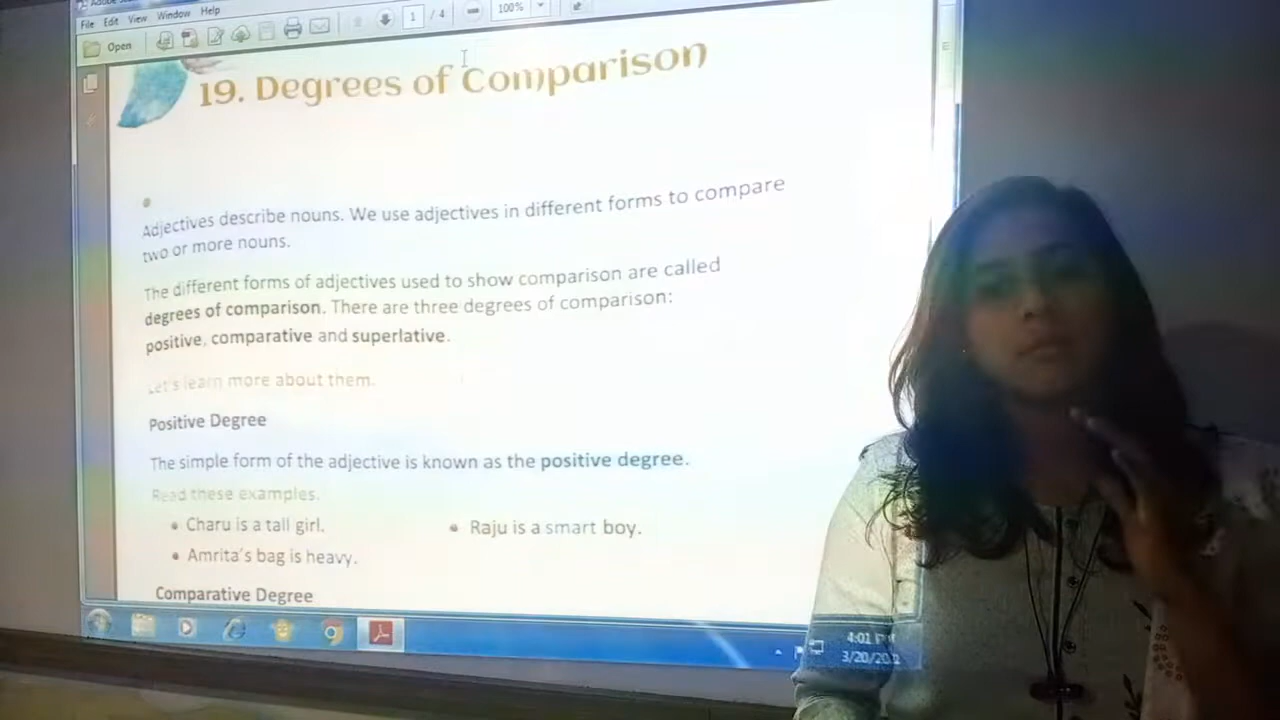 File Edit View Window Help
Open 1 / 4 100%
19. Degrees of Comparison
Adjectives describe nouns. We use adjectives in different forms to compare
two or more nouns.
The different forms of adjectives used to show comparison are called
degrees of comparison. There are three degrees of comparison:
positive, comparative and superlative.
Let's learn more about them.
Positive Degree
The simple form of the adjective is known as the positive degree.
Read these examples.
• Charu is a tall girl. • Raju is a smart boy.
• Amrita's bag is heavy.
Comparative Degree
4:01